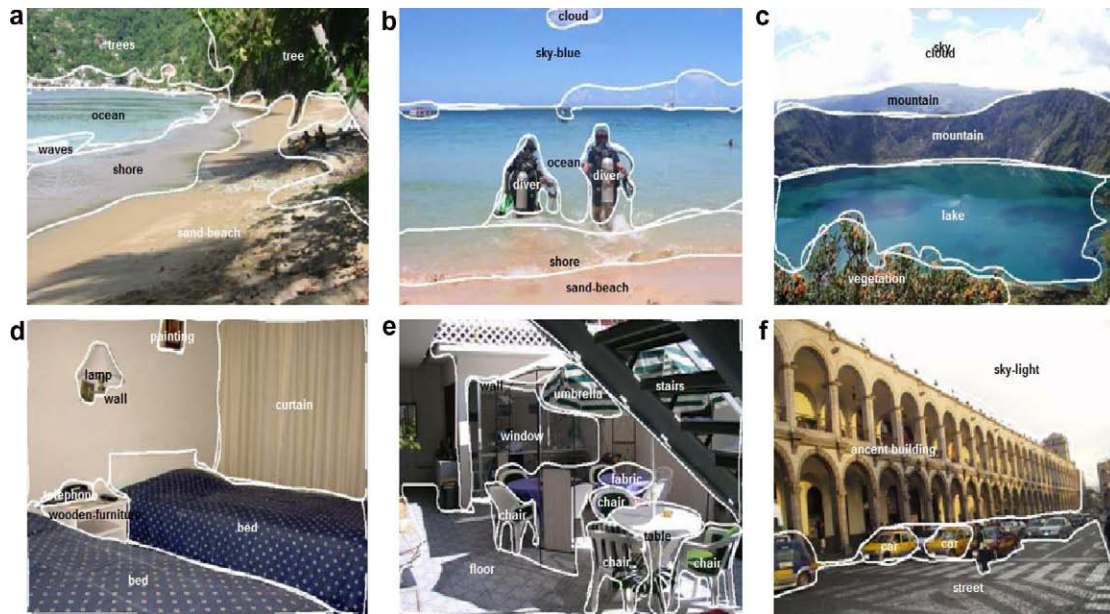 a
trees
tree
ocean
waves
shore
sand-beach
b
cloud
sky-blue
ocean
diver
diver
shore
sand-beach
c
sky
cloud
mountain
mountain
lake
vegetation
d
painting
lamp
wall
curtain
telephone
wooden-furniture
bed
bed
e
wall
umbrella
stairs
window
fabric
chair
chair
table
floor
chair
chair
f
sky-light
ancent-building
car
car
street